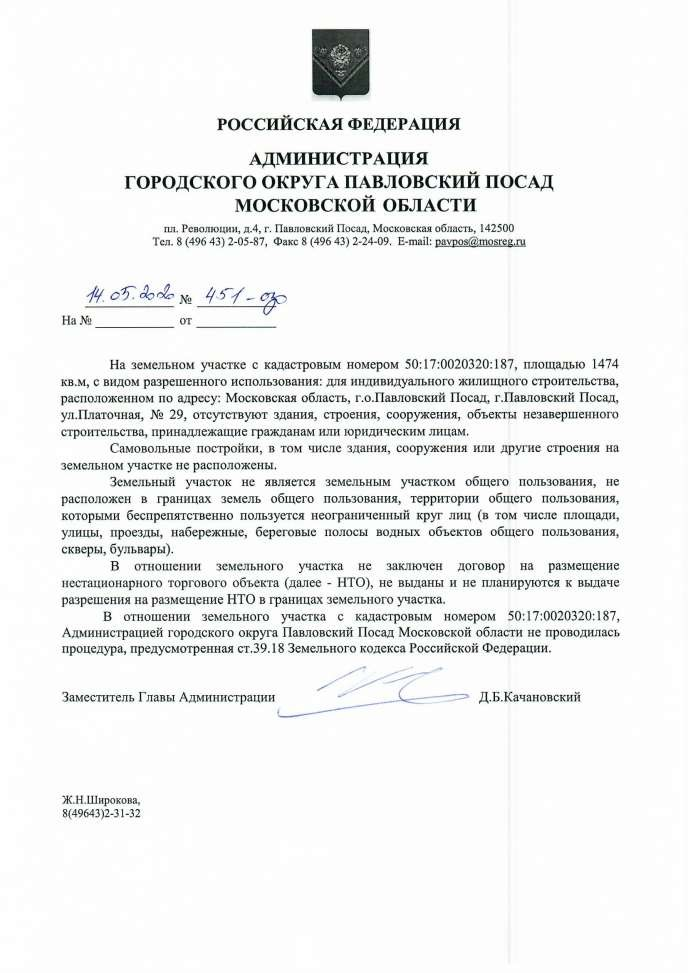 РОССИЙСКАЯ ФЕДЕРАЦИЯ
АДМИНИСТРАЦИЯ
ГОРОДСКОГО ОКРУГА ПАВЛОВСКИЙ ПОСАД
МОСКОВСКОЙ ОБЛАСТИ
пл. Революции, д.4, г. Павловский Посад, Московская область, 142500
Тел. 8 (496 43) 2-05-87, Факс 8 (496 43) 2-24-09. E-mail: pavpos@mosreg.ru
14.05.2020 № 451-озо
На № ____________ от ____________
На земельном участке с кадастровым номером 50:17:0020320:187, площадью 1474
кв.м, с видом разрешенного использования: для индивидуального жилищного строительства,
расположенном по адресу: Московская область, г.о.Павловский Посад, г.Павловский Посад,
ул.Платочная, № 29, отсутствуют здания, строения, сооружения, объекты незавершенного
строительства, принадлежащие гражданам или юридическим лицам.
Самовольные постройки, в том числе здания, сооружения или другие строения на
земельном участке не расположены.
Земельный участок не является земельным участком общего пользования, не
расположен в границах земель общего пользования, территории общего пользования,
которыми беспрепятственно пользуется неограниченный круг лиц (в том числе площади,
улицы, проезды, набережные, береговые полосы водных объектов общего пользования,
скверы, бульвары).
В отношении земельного участка не заключен договор на размещение
нестационарного торгового объекта (далее - НТО), не выданы и не планируются к выдаче
разрешения на размещение НТО в границах земельного участка.
В отношении земельного участка с кадастровым номером 50:17:0020320:187,
Администрацией городского округа Павловский Посад Московской области не проводилась
процедура, предусмотренная ст.39.18 Земельного кодекса Российской Федерации.
Заместитель Главы Администрации Д.Б.Качановский
Ж.Н.Широкова,
8(49643)2-31-32